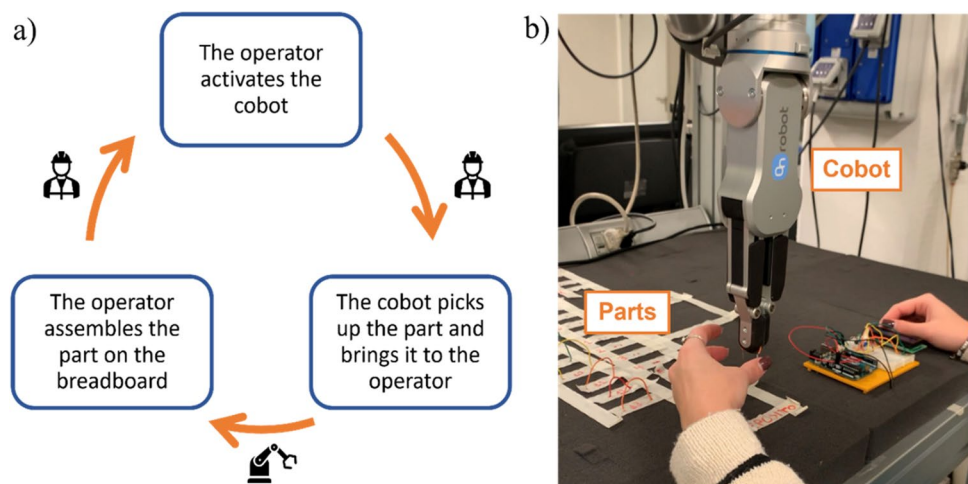 a)
The operator
activates the
cobot
The operator
assembles the
part on the
breadboard
The cobot picks
up the part and
brings it to the
operator
b)
On robot
Cobot
Parts